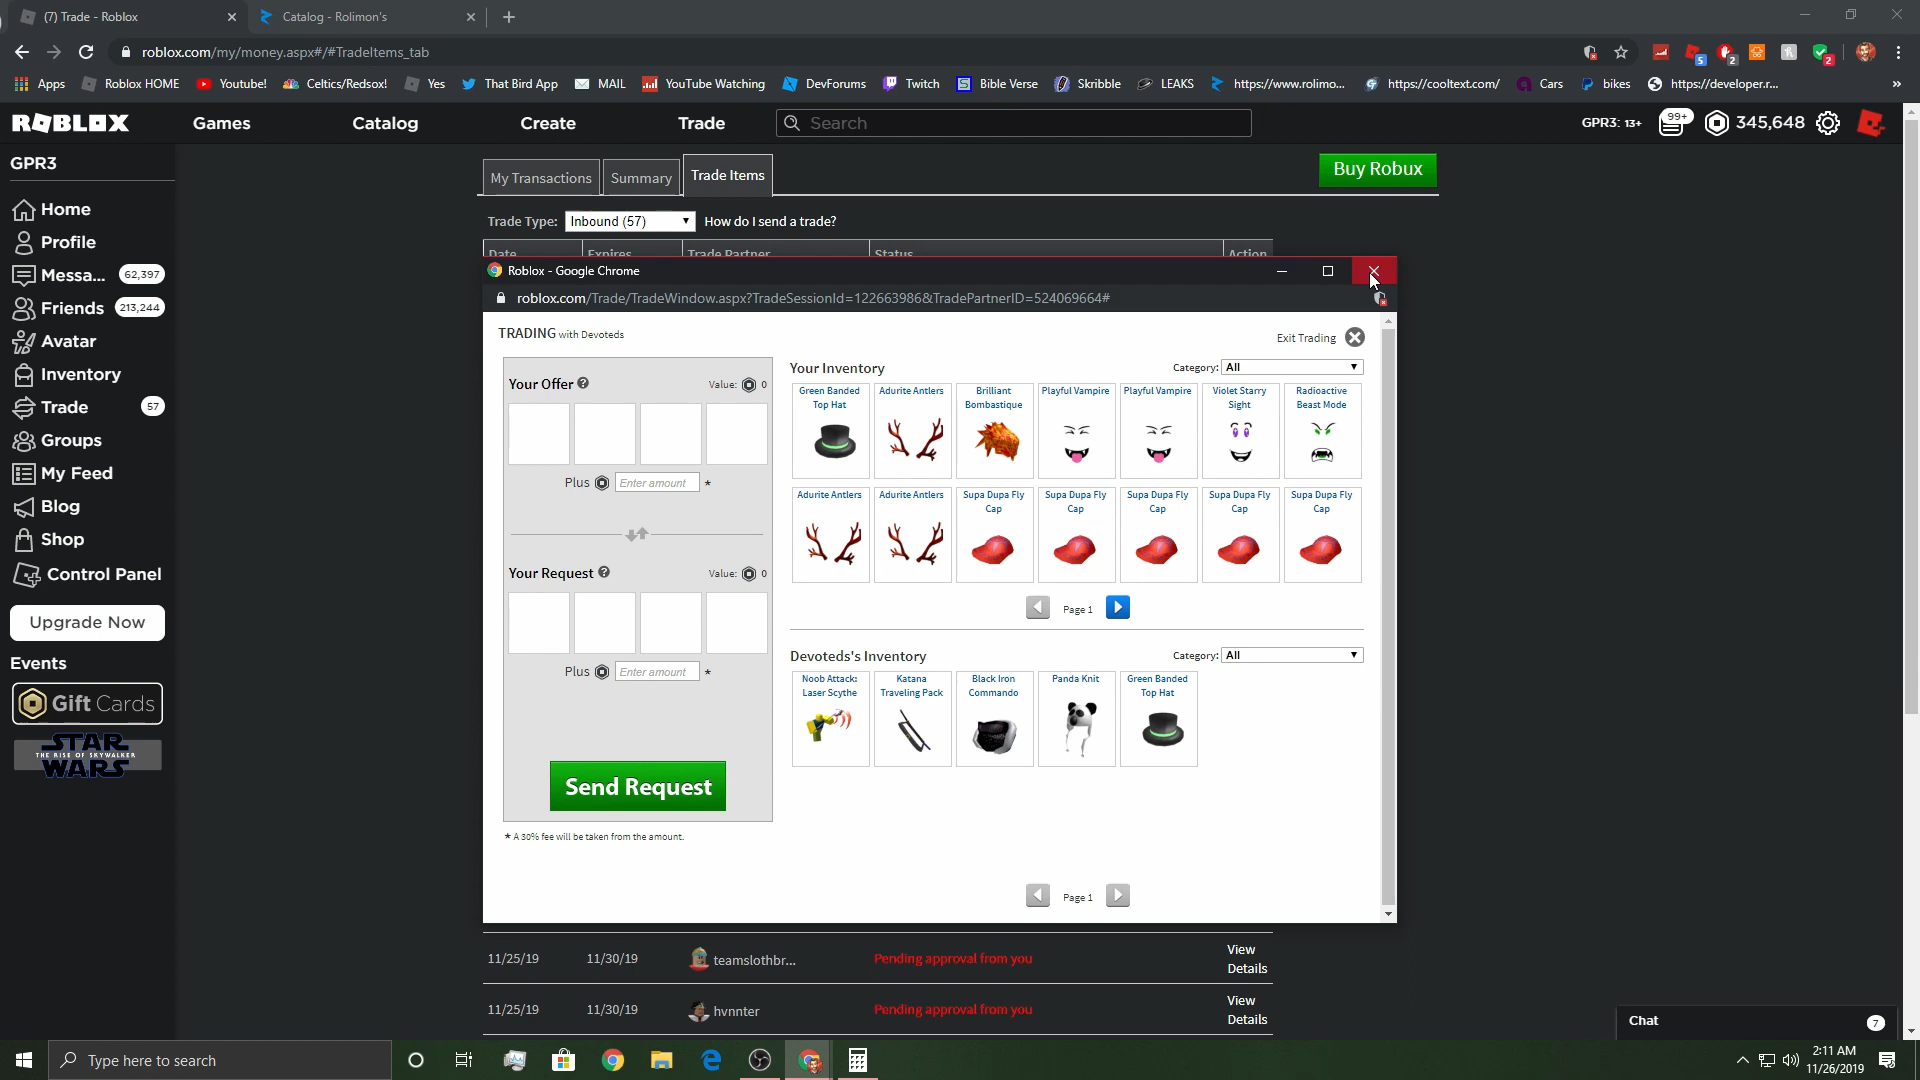 (7) Trade - Roblox
Catalog - Rolimon's
roblox.com/my/money.aspx#/#TradeItems_tab
5
2
2
Apps
Roblox HOME
Youtube!
Celtics/Redsox!
Yes
That Bird App
MAIL
YouTube Watching
DevForums
Twitch
Bible Verse
Skribble
LEAKS
https://www.rolimo...
https://cooltext.com/
Cars
bikes
https://developer.r...
»
ROBLOX
Games
Catalog
Create
Trade
Search
GPR3: 13+
99+
345,648
GPR3
Home
Profile
Messa... 62,397
Friends 213,244
Avatar
Inventory
Trade 57
Groups
My Feed
Blog
Shop
Control Panel
Upgrade Now
Events
Gift Cards
STAR
THE RISE OF SKYWALKER
WARS
My Transactions
Summary
Trade Items
Buy Robux
Trade Type: Inbound (57) How do I send a trade?
Date Expires Trade Partner Status Action
Roblox - Google Chrome
roblox.com/Trade/TradeWindow.aspx?TradeSessionId=122663986&TradePartnerID=524069664#
TRADING with Devoteds
Exit Trading
Your Offer ? Value: 0
Plus Enter amount *
Your Request ? Value: 0
Plus Enter amount *
Send Request
* A 30% fee will be taken from the amount.
Your Inventory
Category: All
Green Banded Top Hat
Adurite Antlers
Brilliant Bombastique
Playful Vampire
Playful Vampire
Violet Starry Sight
Radioactive Beast Mode
Adurite Antlers
Adurite Antlers
Supa Dupa Fly Cap
Supa Dupa Fly Cap
Supa Dupa Fly Cap
Supa Dupa Fly Cap
Supa Dupa Fly Cap
Page 1
Devoteds's Inventory
Category: All
Noob Attack: Laser Scythe
Katana Traveling Pack
Black Iron Commando
Panda Knit
Green Banded Top Hat
Page 1
11/25/19 11/30/19 teamslothbr... Pending approval from you View Details
11/25/19 11/30/19 hvnnter Pending approval from you View Details
Chat 7
Type here to search
2:11 AM
11/26/2019